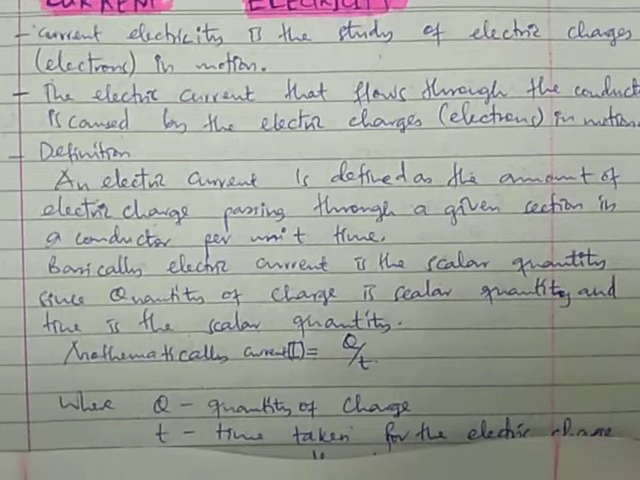 CURRENT ELECTRICITY
- Current electricity is the study of electric charges
(electrons) in motion.
- The electric current that flows through the conduct
is caused by the electric charges (electrons) in motion.
- Definition
An electric current is defined as the amount of
electric charge passing through a given section in
a conductor per unit time.
Basically electric current is the scalar quantity
since Quantity of charge is scalar quantity and
time is the scalar quantity.
Mathematically current(I) = Q/t
Where Q - quantity of charge
t - time taken for the electric